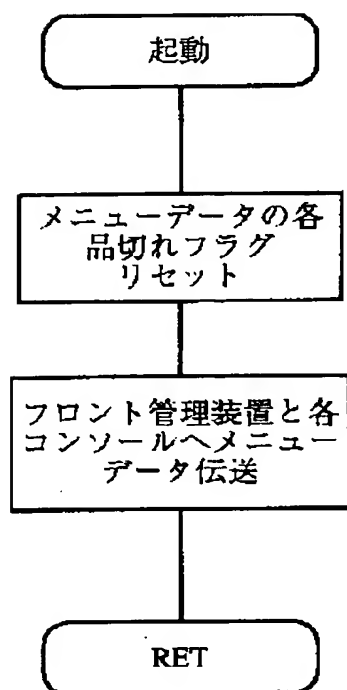 起動
メニューデータの各
品切れフラグ
リセット
フロント管理装置と各
コンソールへメニュー
データ伝送
RET